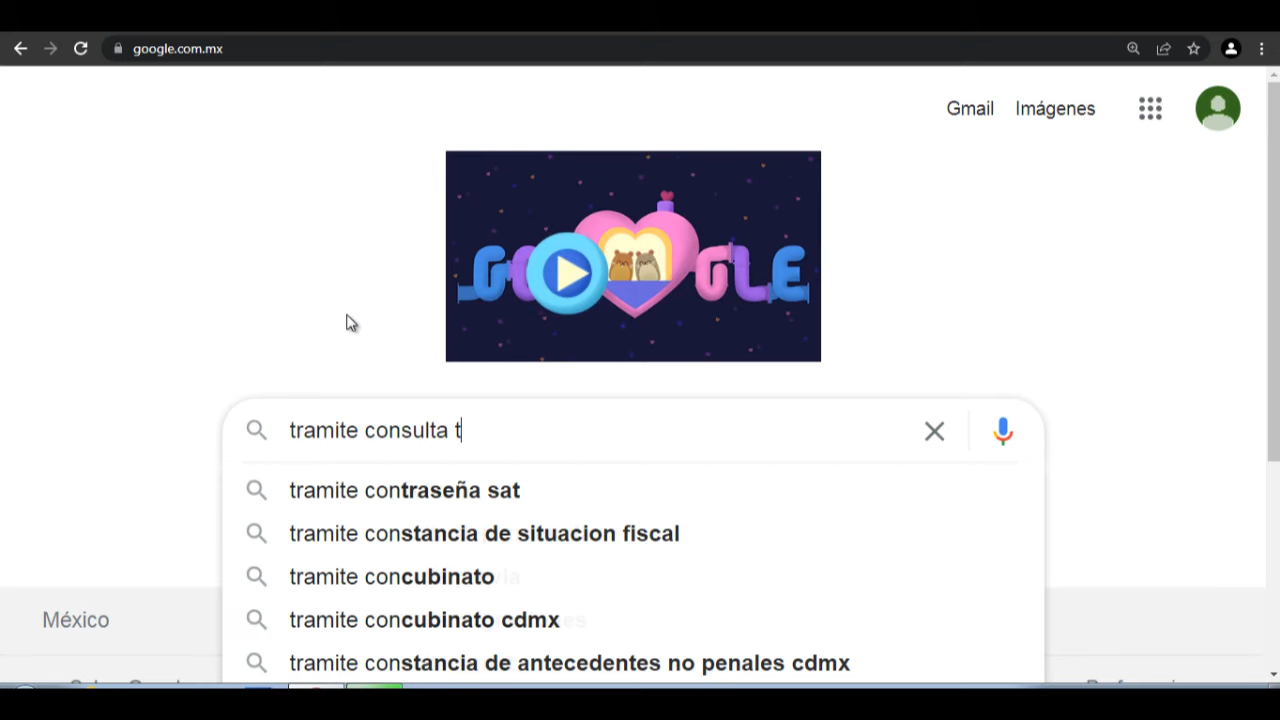 google.com.mx
Gmail Imágenes
GOOGLE
tramite consulta t
tramite contraseña sat
tramite constancia de situacion fiscal
tramite concubinato
tramite concubinato cdmx
tramite constancia de antecedentes no penales cdmx
México